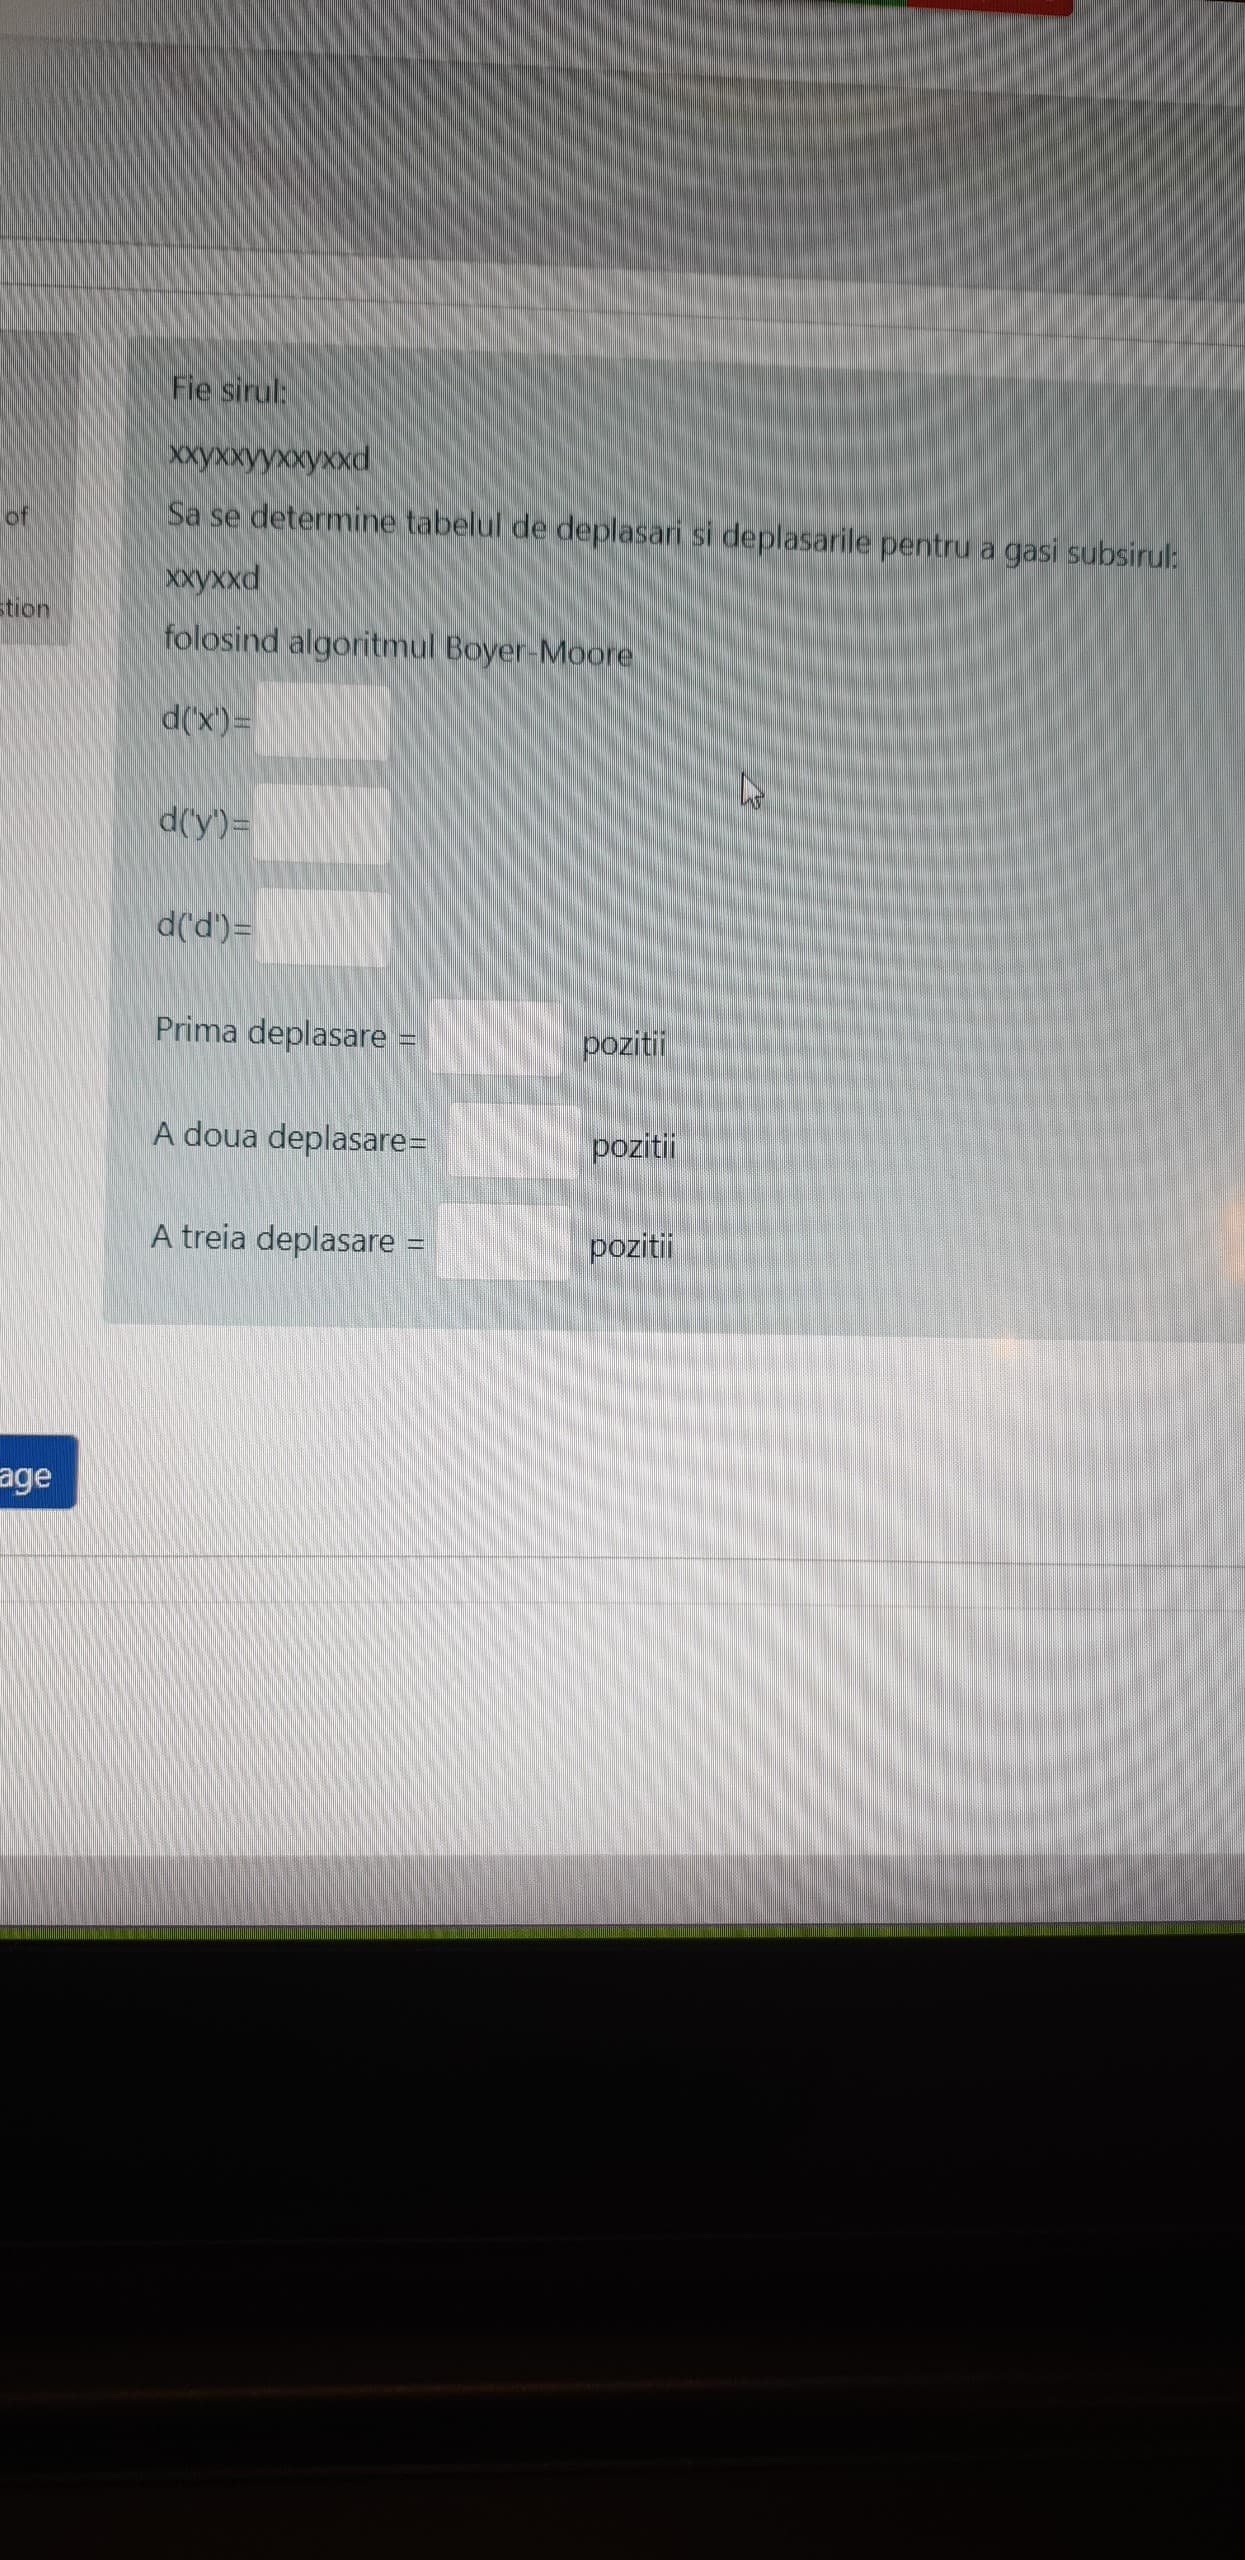 Fie sirul:
xxyxxyyxxyxxd
of
Sa se determine tabelul de deplasari si deplasarile pentru a gasi subsirul:
xxyxxd
stion
folosind algoritmul Boyer-Moore
d('x')=
d('y')=
d('d')=
Prima deplasare = pozitii
A doua deplasare= pozitii
A treia deplasare = pozitii
age